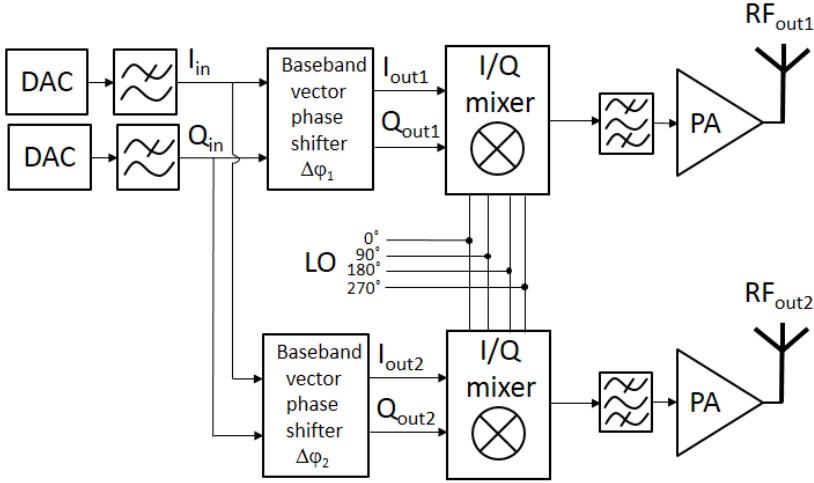 RFout1
DAC
Iin
Baseband
vector
phase
shifter
Δφ1
Iout1
Qout1
I/Q
mixer
PA
DAC
Qin
LO
0°
90°
180°
270°
RFout2
Baseband
vector
phase
shifter
Δφ2
Iout2
Qout2
I/Q
mixer
PA